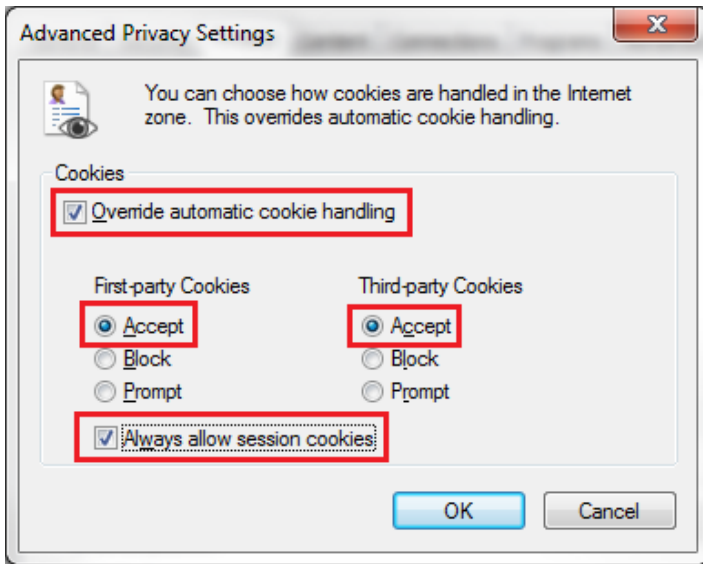 Advanced Privacy Settings
You can choose how cookies are handled in the Internet
zone. This overrides automatic cookie handling.
Cookies
Override automatic cookie handling
First-party Cookies Third-party Cookies
Accept Accept
Block Block
Prompt Prompt
Always allow session cookies
OK Cancel